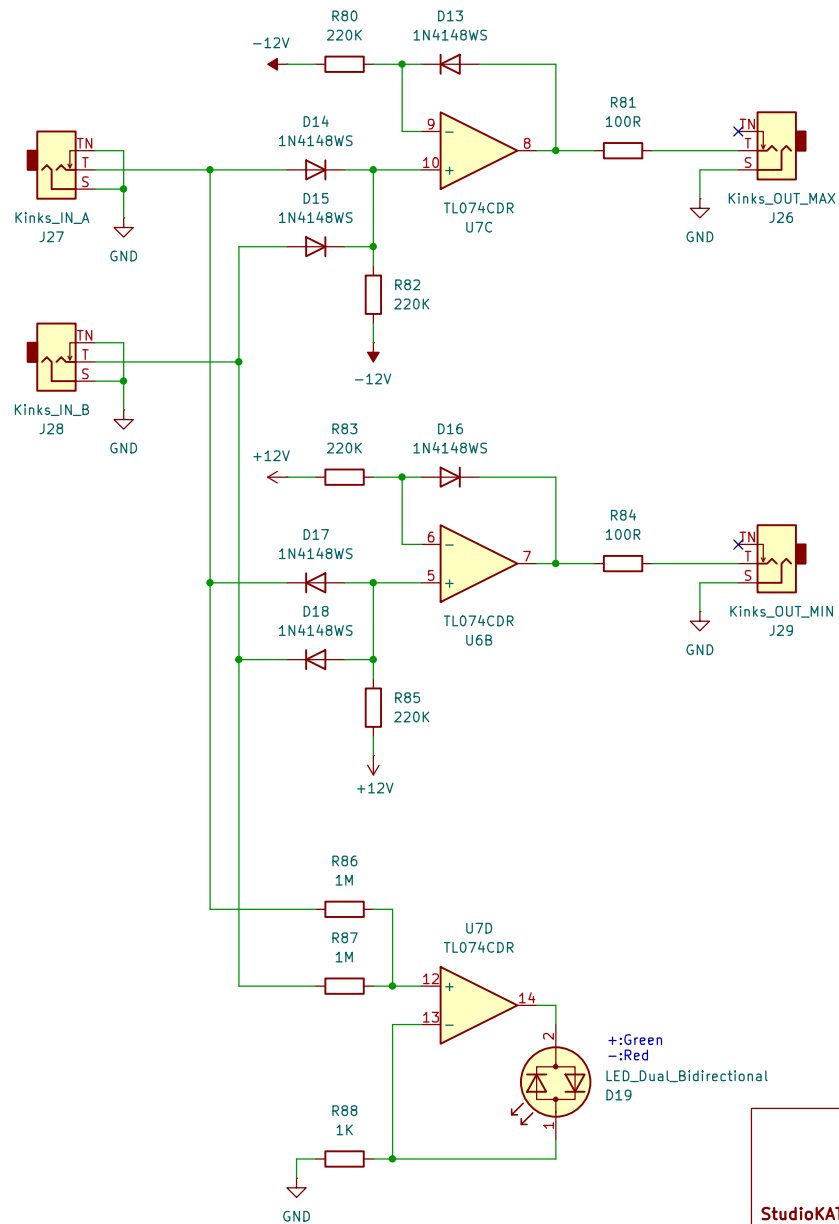 R80
220K
D13
1N4148WS
-12V
R81
100R
D14
1N4148WS
9
8
10
TN
T
S
TN
T
S
D15
1N4148WS
TL074CDR
U7C
Kinks_OUT_MAX
J26
Kinks_IN_A
J27
GND
GND
R82
220K
TN
T
S
-12V
Kinks_IN_B
J28
GND
R83
220K
D16
1N4148WS
+12V
R84
100R
D17
1N4148WS
6
7
5
TN
T
S
D18
1N4148WS
TL074CDR
U6B
Kinks_OUT_MIN
J29
GND
R85
220K
+12V
R86
1M
R87
1M
U7D
TL074CDR
12
14
13
2
+:Green
-:Red
LED_Dual_Bidirectional
D19
1
R88
1K
GND